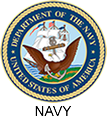 DEPARTMENT OF THE NAVY
UNITED STATES OF AMERICA
NAVY